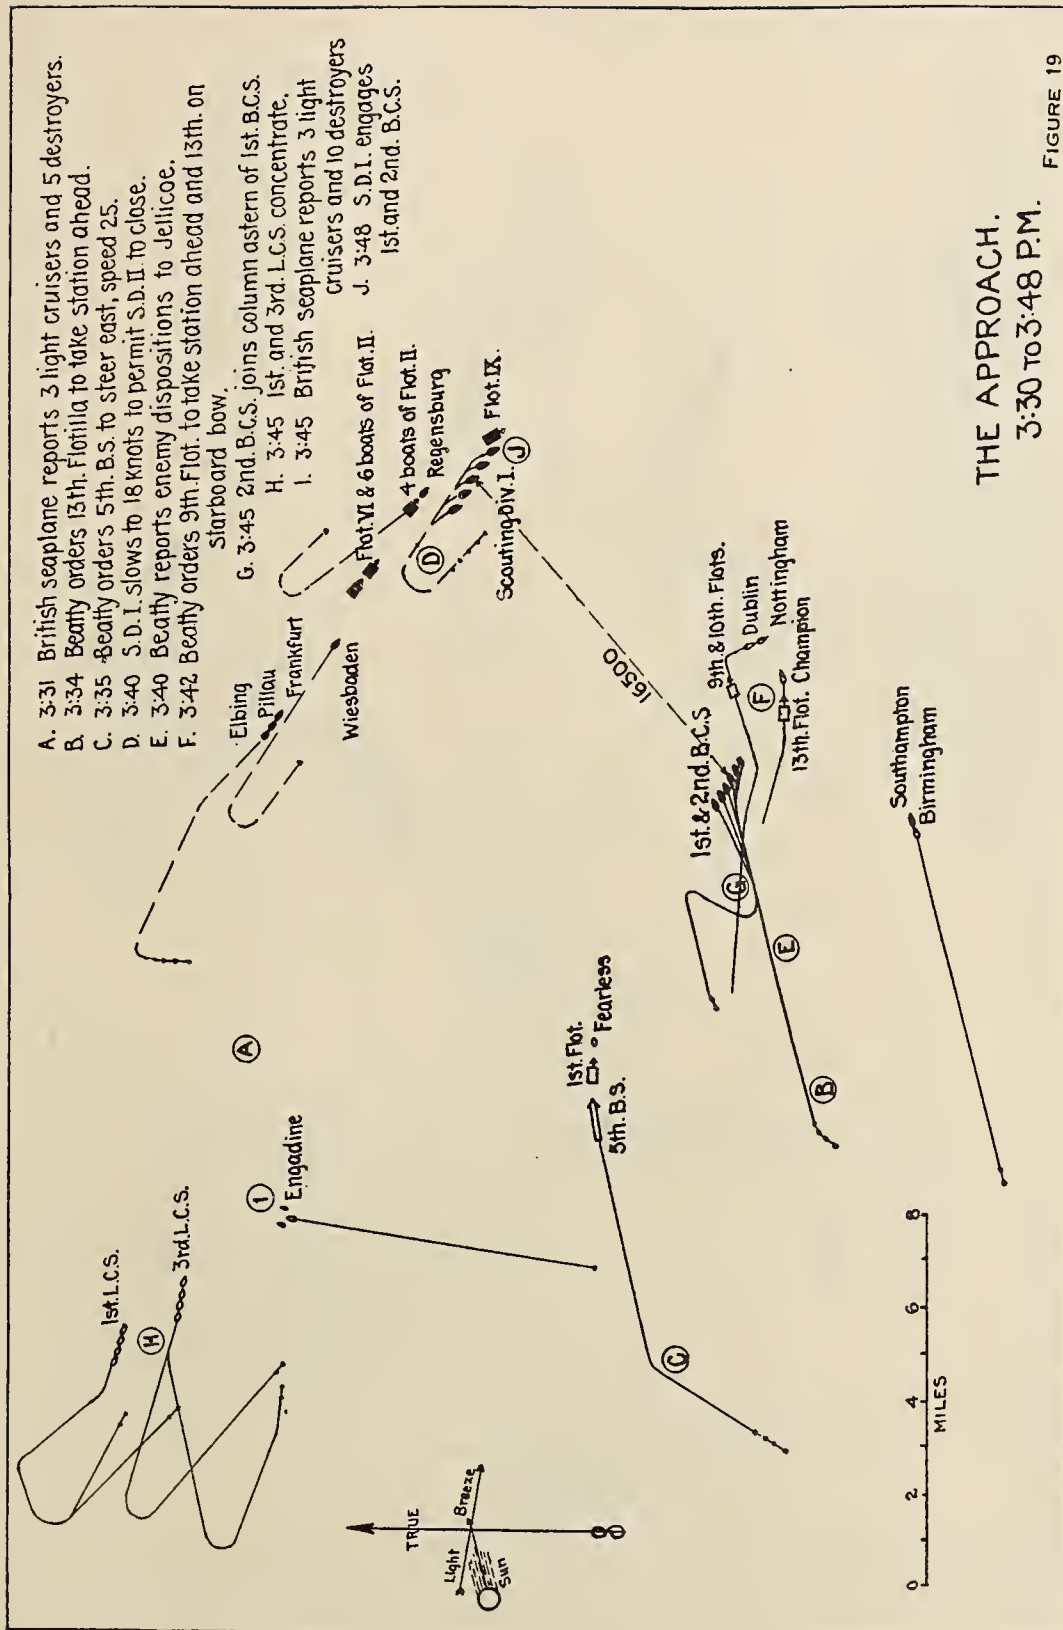 A. 3:31 British seaplane reports 3 light cruisers and 5 destroyers.
B. 3:34 Beatty orders 13th. Flotilla to take station ahead.
C. 3:35 Beatty orders 5th. B.S. to steer east, speed 25.
D. 3:40 S.D.I. slows to 18 Knots to permit S.D.II. to close.
E. 3:40 Beatty reports enemy dispositions to Jellicoe.
F. 3:42 Beatty orders 9th. Flot. to take station ahead and 13th. on
starboard bow.
G. 3:45 2nd. B.C.S. joins column astern of 1st. B.C.S.
H. 3:45 1st. and 3rd. L.C.S. concentrate.
I. 3:45 British seaplane reports 3 light
cruisers and 10 destroyers
J. 3:48 S.D.I. engages
1st. and 2nd. B.C.S.
1st. L.C.S.
H
3rd. L.C.S.
I
Engadine
A
Elbing
Pillau
Frankfurt
Wiesbaden
Flot. VI & 6 boats of Flot. II.
4 boats of Flot. II.
Regensburg
Flot. IX.
D
J
Scouting Div. I.
16500
TRUE
Light
Breeze
Sun
C
1st. Flot.
Fearless
5th. B.S.
1st. & 2nd. B.C.S
9th. & 10th. Flots.
Dublin
Nottingham
F
13th. Flot. Champion
G
E
B
Southampton
Birmingham
0 2 4 6 8
MILES
THE APPROACH.
3:30 TO 3:48 P.M.
FIGURE 19